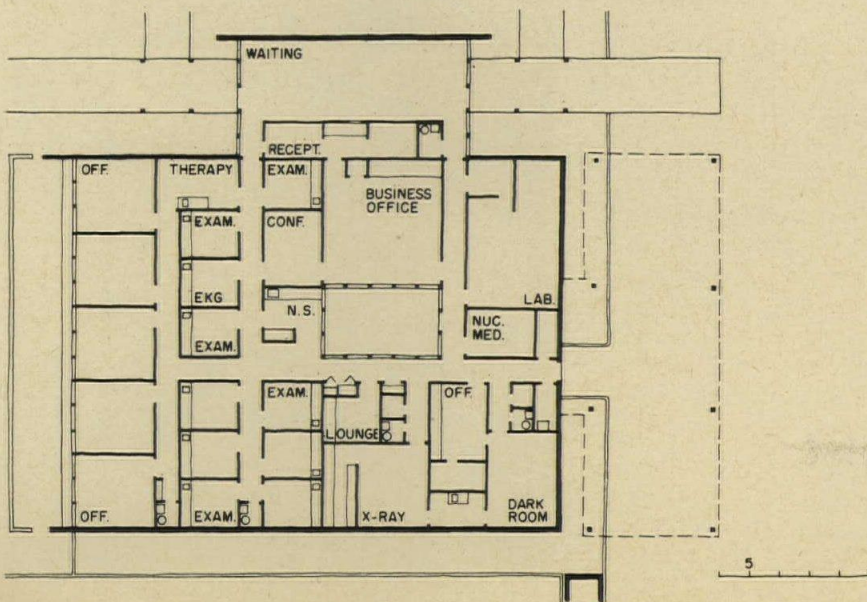 WAITING
RECEPT.
OFF.
THERAPY
EXAM.
BUSINESS
OFFICE
EXAM.
CONF.
EKG
N.S.
LAB.
EXAM.
NUC.
MED.
EXAM.
OFF.
LOUNGE
OFF.
EXAM.
X-RAY
DARK
ROOM
5